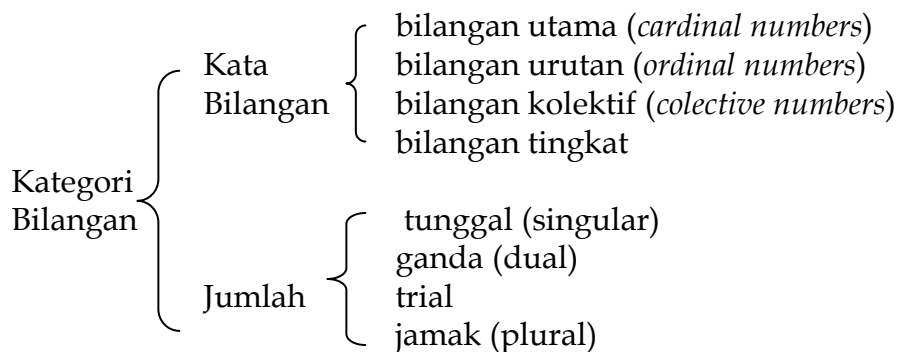 Kategori
Bilangan
Kata
Bilangan
bilangan utama (cardinal numbers)
bilangan urutan (ordinal numbers)
bilangan kolektif (colective numbers)
bilangan tingkat
Jumlah
tunggal (singular)
ganda (dual)
trial
jamak (plural)